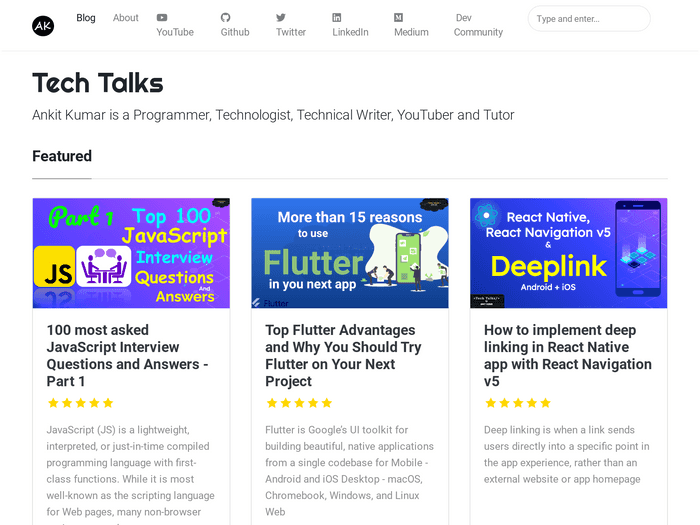 AK
Blog
About
YouTube
Github
Twitter
LinkedIn
Medium
Dev
Community
Type and enter...
Tech Talks
Ankit Kumar is a Programmer, Technologist, Technical Writer, YouTuber and Tutor
Featured
Part 1
Top 100
JavaScript
Interview
Questions
And
Answers
JS
More than 15 reasons
to use
Flutter
in you next app
Flutter
React Native,
React Navigation v5
&
Deeplink
Android + iOS
100 most asked
JavaScript Interview
Questions and Answers -
Part 1
JavaScript (JS) is a lightweight,
interpreted, or just-in-time compiled
programming language with first-
class functions. While it is most
well-known as the scripting language
for Web pages, many non-browser
Top Flutter Advantages
and Why You Should Try
Flutter on Your Next
Project
Flutter is Google's UI toolkit for
building beautiful, native applications
from a single codebase for Mobile -
Android and iOS Desktop - macOS,
Chromebook, Windows, and Linux
Web
How to implement deep
linking in React Native
app with React Navigation
v5
Deep linking is when a link sends
users directly into a specific point in
the app experience, rather than an
external website or app homepage